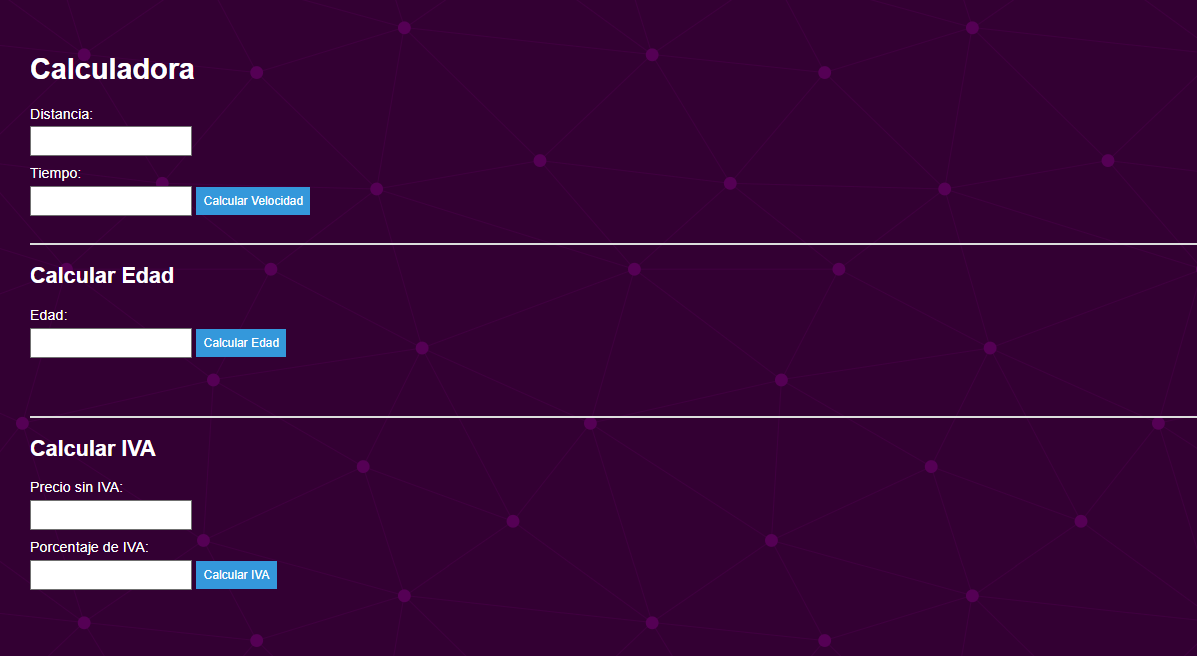 Calculadora
Distancia:
Tiempo:
Calcular Velocidad
Calcular Edad
Edad:
Calcular Edad
Calcular IVA
Precio sin IVA:
Porcentaje de IVA:
Calcular IVA